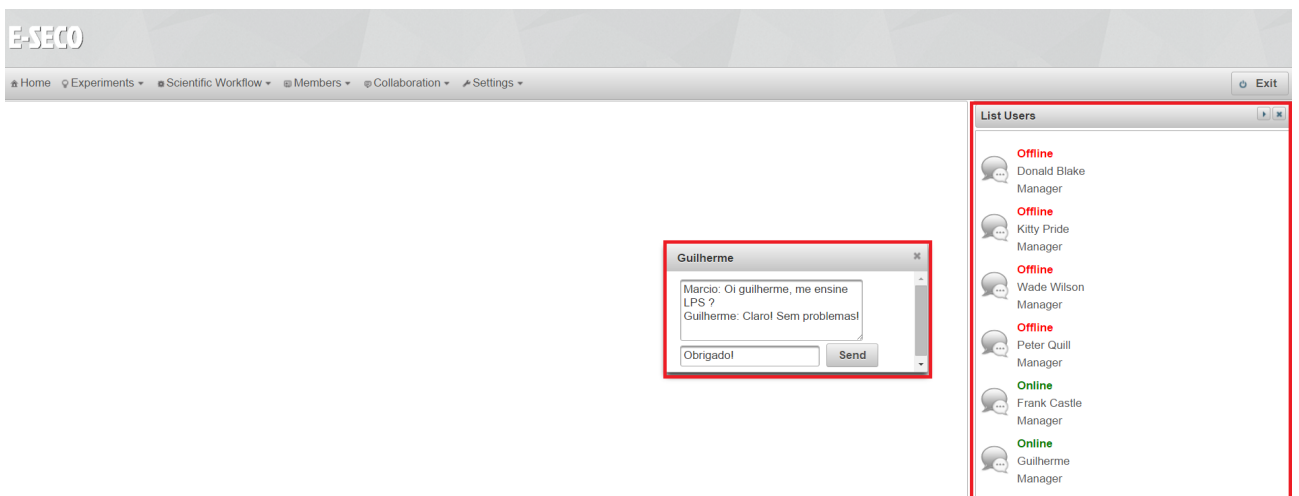 E-SECO
Home Experiments Scientific Workflow Members Collaboration Settings Exit
List Users
Offline
Donald Blake
Manager
Offline
Kitty Pride
Manager
Offline
Wade Wilson
Manager
Offline
Peter Quill
Manager
Online
Frank Castle
Manager
Online
Guilherme
Manager
Guilherme
Marcio: Oi guilherme, me ensine
LPS ?
Guilherme: Claro! Sem problemas!
Obrigado! Send